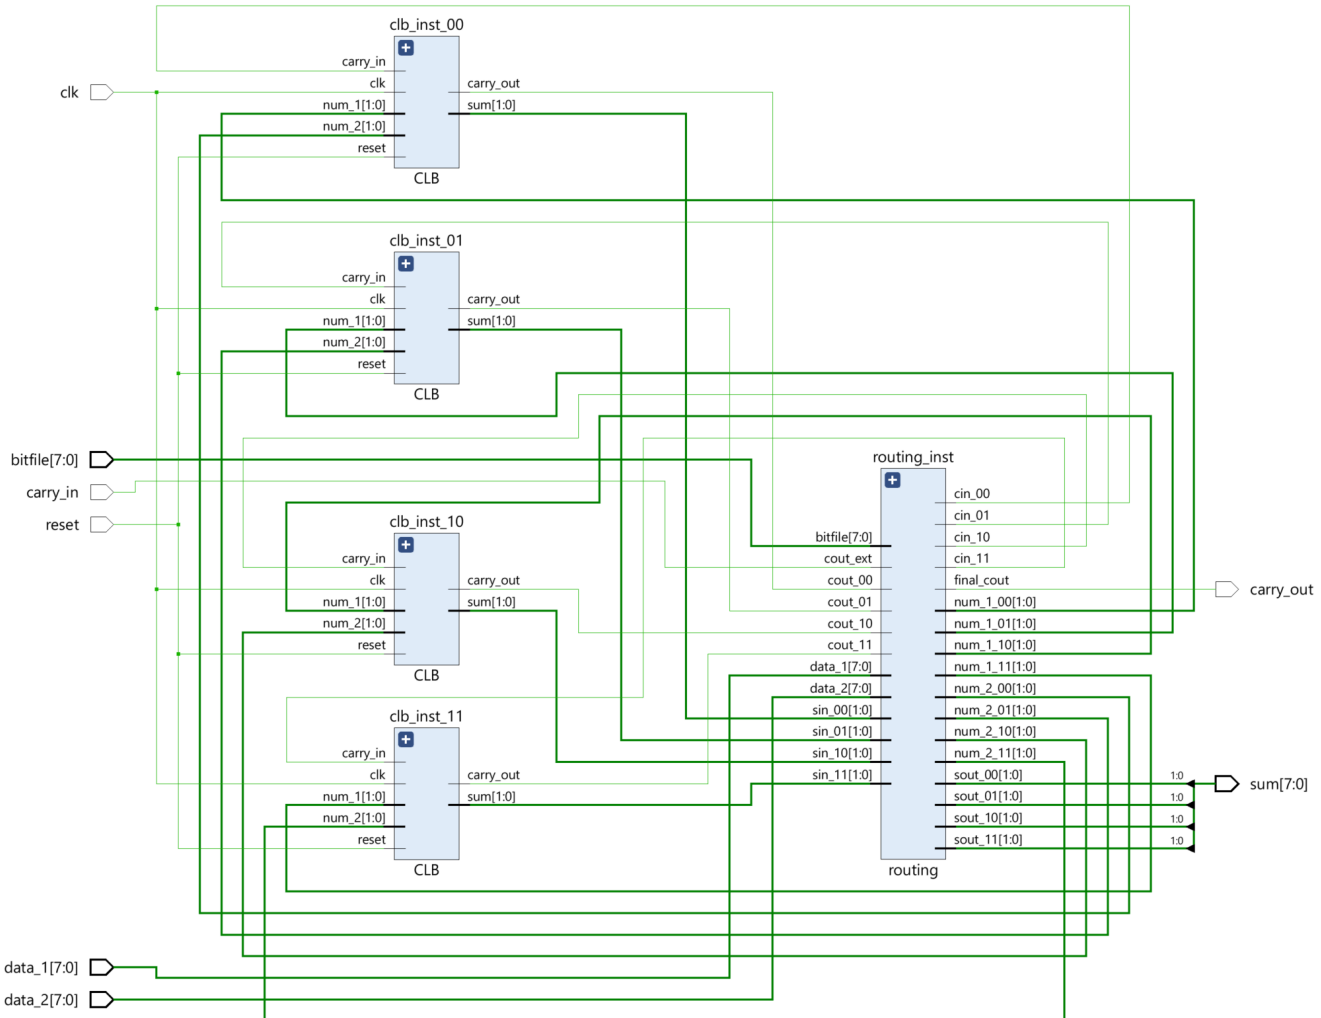 clb_inst_00
carry_in
clk
num_1[1:0]
num_2[1:0]
reset
carry_out
sum[1:0]
CLB
clk
clb_inst_01
carry_in
clk
num_1[1:0]
num_2[1:0]
reset
carry_out
sum[1:0]
CLB
bitfile[7:0]
carry_in
reset
clb_inst_10
carry_in
clk
num_1[1:0]
num_2[1:0]
reset
carry_out
sum[1:0]
CLB
clb_inst_11
carry_in
clk
num_1[1:0]
num_2[1:0]
reset
carry_out
sum[1:0]
CLB
routing_inst
bitfile[7:0]
cout_ext
cout_00
cout_01
cout_10
cout_11
data_1[7:0]
data_2[7:0]
sin_00[1:0]
sin_01[1:0]
sin_10[1:0]
sin_11[1:0]
cin_00
cin_01
cin_10
cin_11
final_cout
num_1_00[1:0]
num_1_01[1:0]
num_1_10[1:0]
num_1_11[1:0]
num_2_00[1:0]
num_2_01[1:0]
num_2_10[1:0]
num_2_11[1:0]
sout_00[1:0]
sout_01[1:0]
sout_10[1:0]
sout_11[1:0]
routing
1:0
1:0
1:0
1:0
carry_out
sum[7:0]
data_1[7:0]
data_2[7:0]